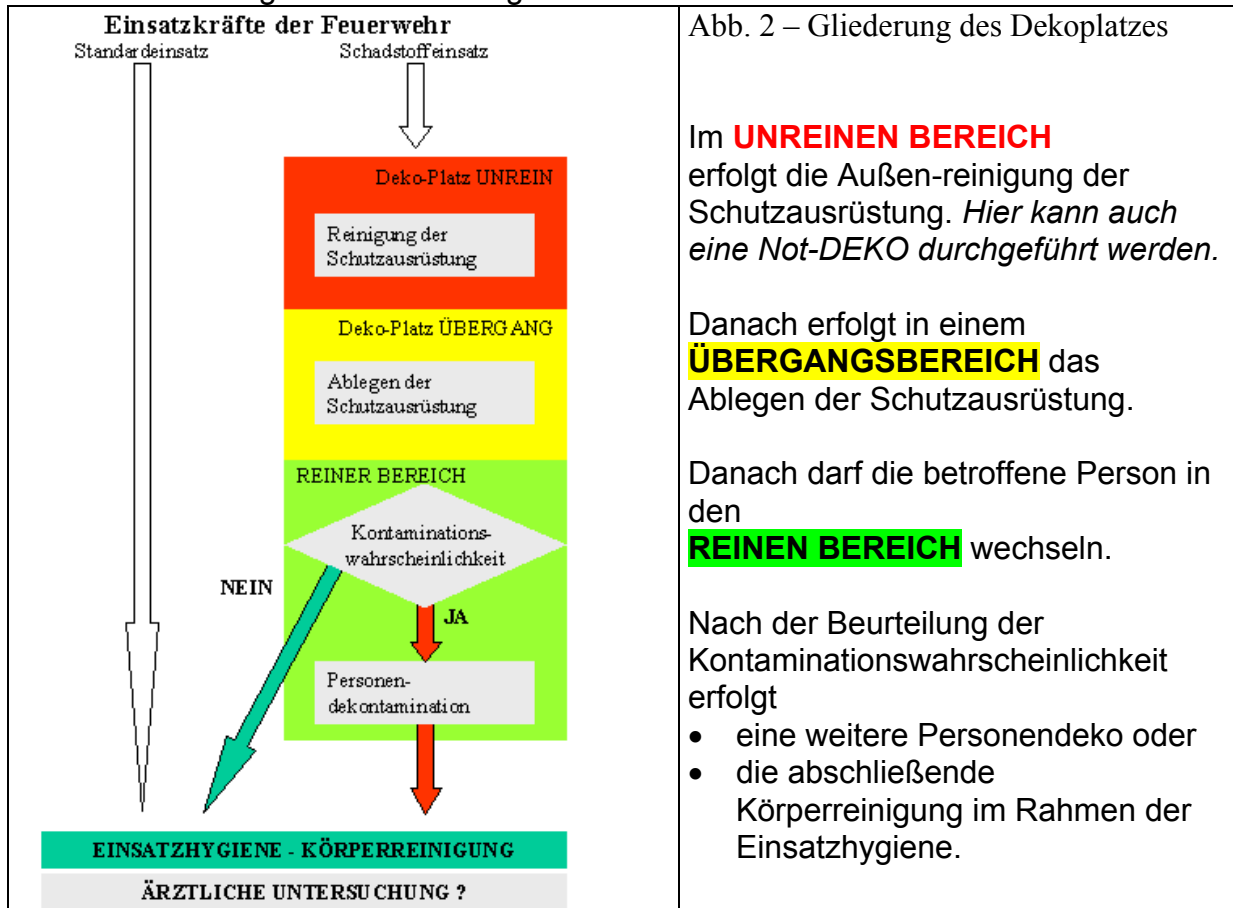 Einsatzkräfte der Feuerwehr
Standardeinsatz
Schadstoffeinsatz
Deko-Platz UNREIN
Reinigung der
Schutzausrüstung
Deko-Platz ÜBERGANG
Ablegen der
Schutzausrüstung
REINER BEREICH
Kontaminations-
wahrscheinlichkeit
NEIN
JA
Personen-
dekontamination
EINSATZHYGIENE - KÖRPERREINIGUNG
ÄRZTLICHE UNTERSUCHUNG ?
Abb. 2 – Gliederung des Dekoplatzes
Im UNREINEN BEREICH
erfolgt die Außen-reinigung der
Schutzausrüstung. Hier kann auch
eine Not-DEKO durchgeführt werden.
Danach erfolgt in einem
ÜBERGANGSBEREICH das
Ablegen der Schutzausrüstung.
Danach darf die betroffene Person in
den
REINEN BEREICH wechseln.
Nach der Beurteilung der
Kontaminationswahrscheinlichkeit
erfolgt
• eine weitere Personendeko oder
• die abschließende
Körperreinigung im Rahmen der
Einsatzhygiene.